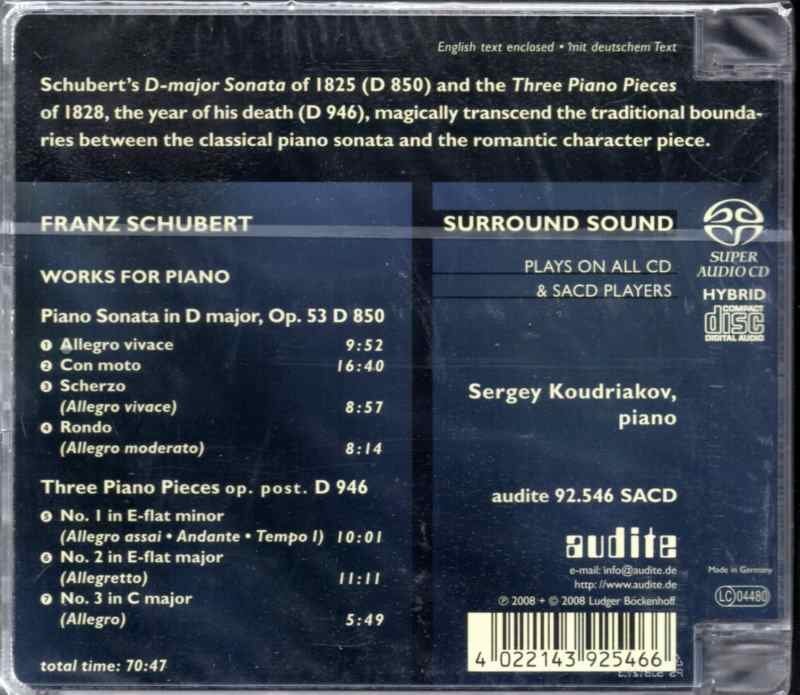 English text enclosed • mit deutschem Text
Schubert's D-major Sonata of 1825 (D 850) and the Three Piano Pieces
of 1828, the year of his death (D 946), magically transcend the traditional bounda-
ries between the classical piano sonata and the romantic character piece.
FRANZ SCHUBERT
WORKS FOR PIANO
Piano Sonata in D major, Op. 53 D 850
1 Allegro vivace 9:52
2 Con moto 16:40
3 Scherzo
(Allegro vivace) 8:57
4 Rondo
(Allegro moderato) 8:14
Three Piano Pieces op. post. D 946
5 No. 1 in E-flat minor
(Allegro assai • Andante • Tempo I) 10:01
6 No. 2 in E-flat major
(Allegretto) 11:11
7 No. 3 in C major
(Allegro) 5:49
total time: 70:47
SURROUND SOUND
PLAYS ON ALL CD
& SACD PLAYERS
SUPER
AUDIO CD
HYBRID
COMPACT
disc
DIGITAL AUDIO
Sergey Koudriakov,
piano
audite 92.546 SACD
audite
e-mail: info@audite.de
http://www.audite.de
℗ 2008 + © 2008 Ludger Böckenhoff
Made in Germany
LC 04480
4 022143 925466